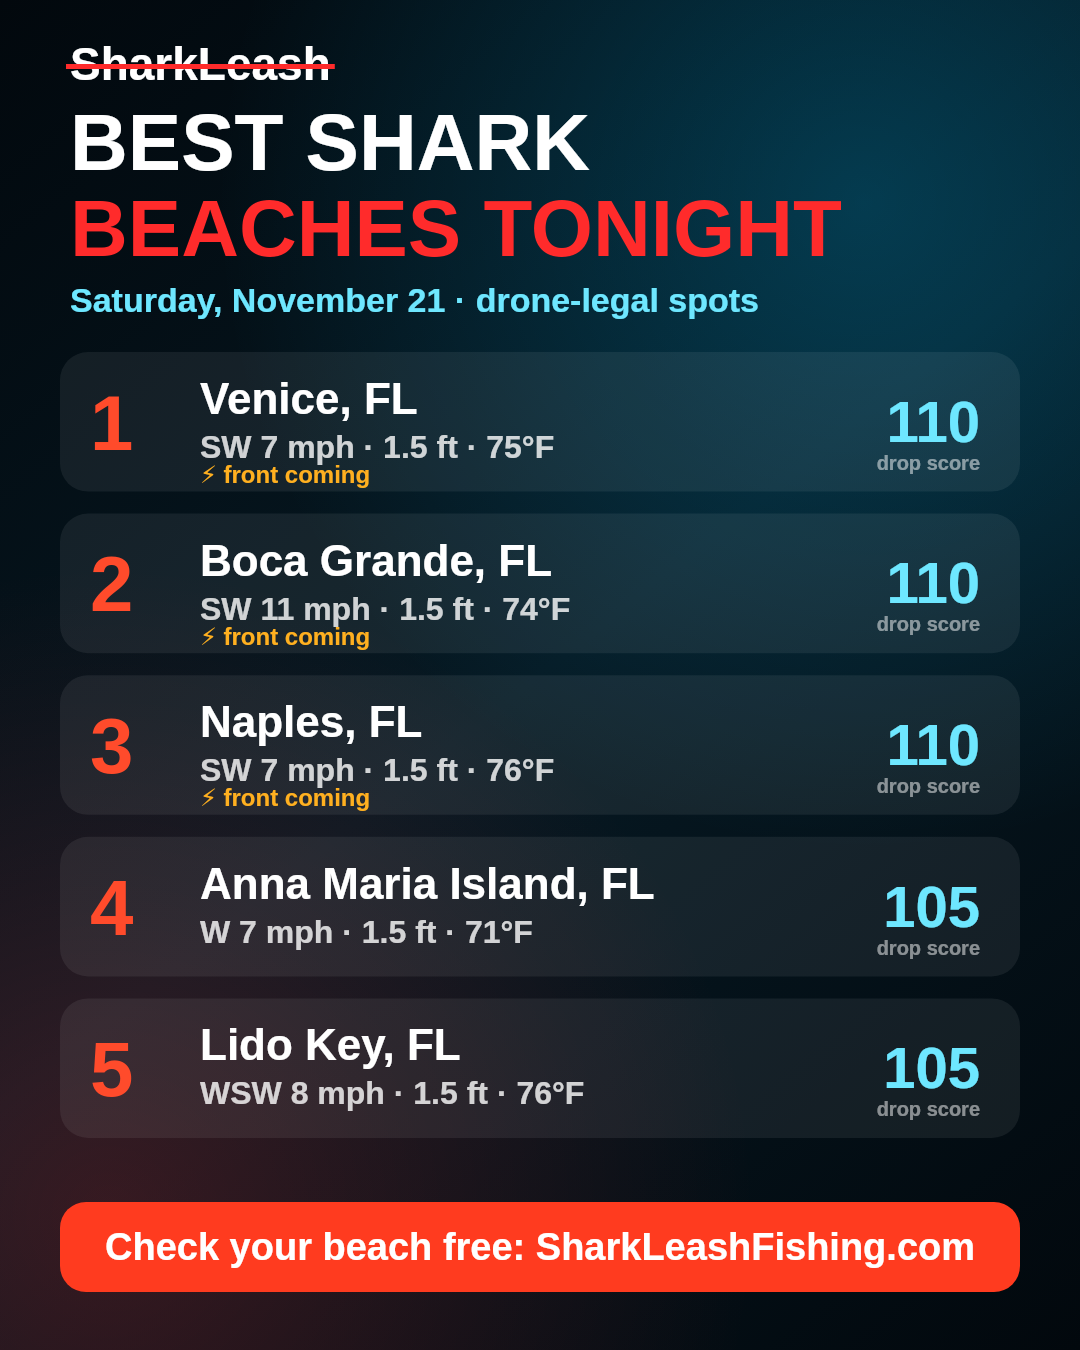 SharkLeash
BEST SHARK
BEACHES TONIGHT
Saturday, November 21 · drone-legal spots
1
Venice, FL
SW 7 mph · 1.5 ft · 75°F
⚡ front coming
110
drop score
2
Boca Grande, FL
SW 11 mph · 1.5 ft · 74°F
⚡ front coming
110
drop score
3
Naples, FL
SW 7 mph · 1.5 ft · 76°F
⚡ front coming
110
drop score
4
Anna Maria Island, FL
W 7 mph · 1.5 ft · 71°F
105
drop score
5
Lido Key, FL
WSW 8 mph · 1.5 ft · 76°F
105
drop score
Check your beach free: SharkLeashFishing.com